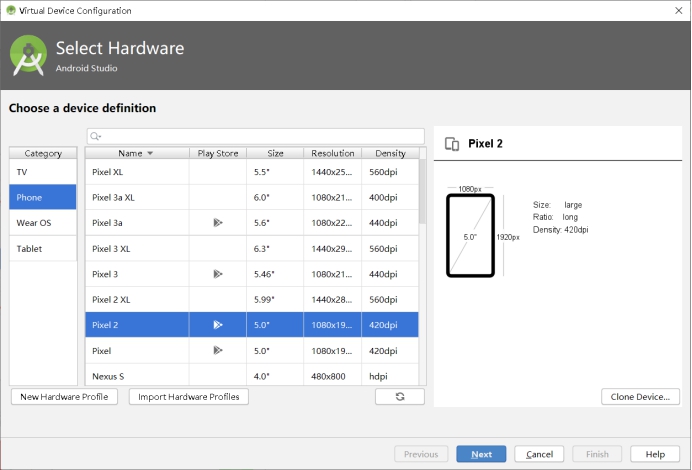 Virtual Device Configuration
Select Hardware
Android Studio
Choose a device definition
Category
TV
Phone
Wear OS
Tablet
Name Play Store Size Resolution Density
Pixel XL 5.5" 1440x25... 560dpi
Pixel 3a XL 6.0" 1080x21... 400dpi
Pixel 3a 5.6" 1080x22... 440dpi
Pixel 3 XL 6.3" 1440x29... 560dpi
Pixel 3 5.46" 1080x21... 440dpi
Pixel 2 XL 5.99" 1440x28... 560dpi
Pixel 2 5.0" 1080x19... 420dpi
Pixel 5.0" 1080x19... 420dpi
Nexus S 4.0" 480x800 hdpi
New Hardware Profile Import Hardware Profiles
Pixel 2
1080px
5.0"
1920px
Size: large
Ratio: long
Density: 420dpi
Clone Device...
Previous Next Cancel Finish Help